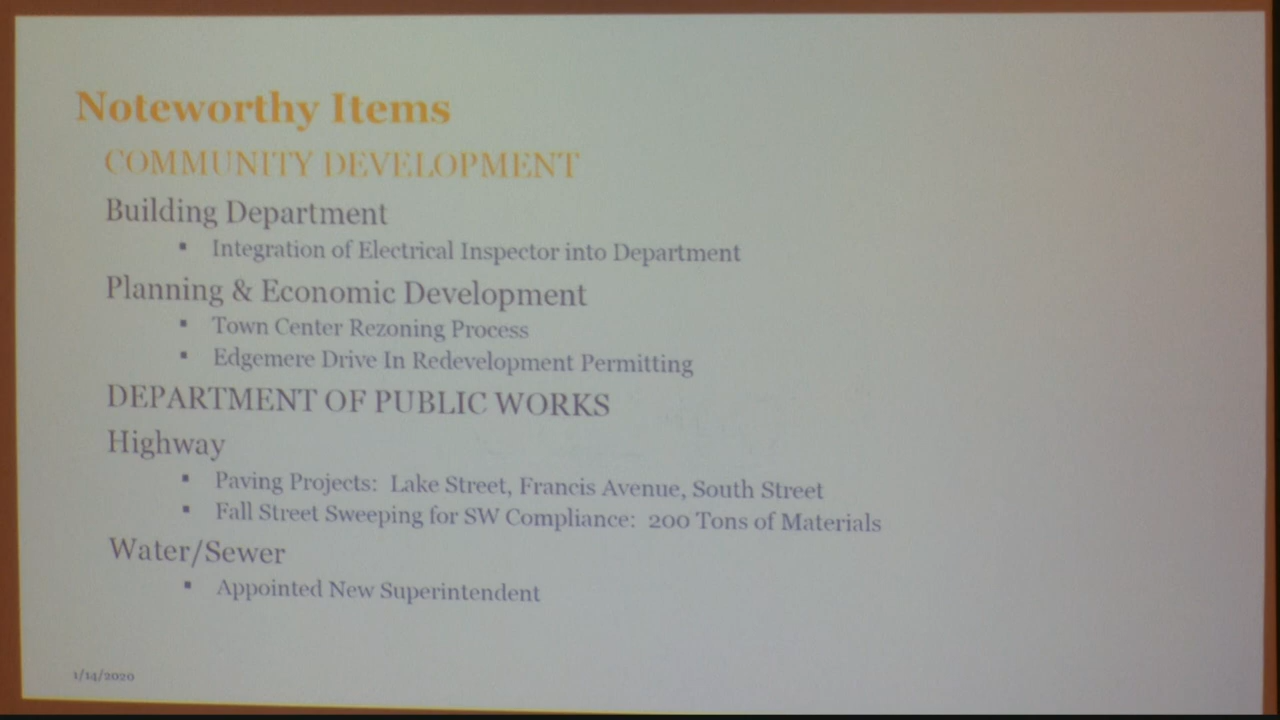 Noteworthy Items
COMMUNITY DEVELOPMENT
Building Department
▪ Integration of Electrical Inspector into Department
Planning & Economic Development
▪ Town Center Rezoning Process
▪ Edgemere Drive In Redevelopment Permitting
DEPARTMENT OF PUBLIC WORKS
Highway
▪ Paving Projects: Lake Street, Francis Avenue, South Street
▪ Fall Street Sweeping for SW Compliance: 200 Tons of Materials
Water/Sewer
▪ Appointed New Superintendent
1/14/2020